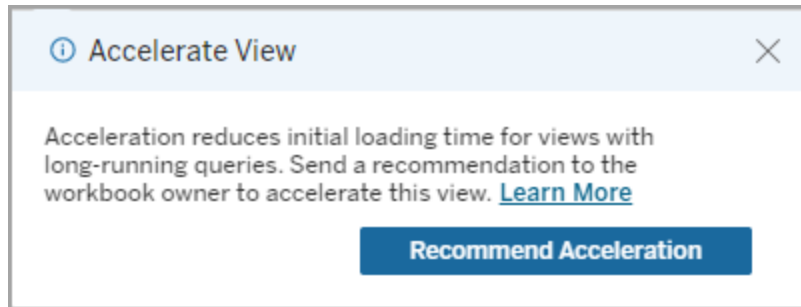 Accelerate View
Acceleration reduces initial loading time for views with
long-running queries. Send a recommendation to the
workbook owner to accelerate this view. Learn More
Recommend Acceleration